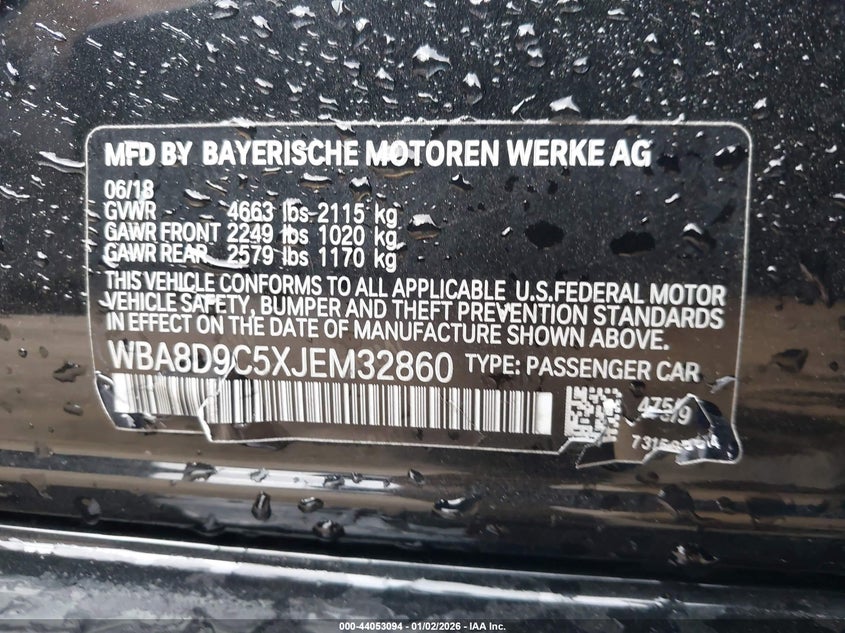 MFD BY BAYERISCHE MOTOREN WERKE AG
06/18
GVWR 4663 lbs 2115 kg
GAWR FRONT 2249 lbs 1020 kg
GAWR REAR 2579 lbs 1170 kg
THIS VEHICLE CONFORMS TO ALL APPLICABLE U.S.FEDERAL MOTOR
VEHICLE SAFETY, BUMPER AND THEFT PREVENTION STANDARDS
IN EFFECT ON THE DATE OF MANUFACTURE SHOWN ABOVE.
WBA8D9C5XJEM32860 TYPE: PASSENGER CAR
000-44053094 - 01/02/2026 - IAA Inc.